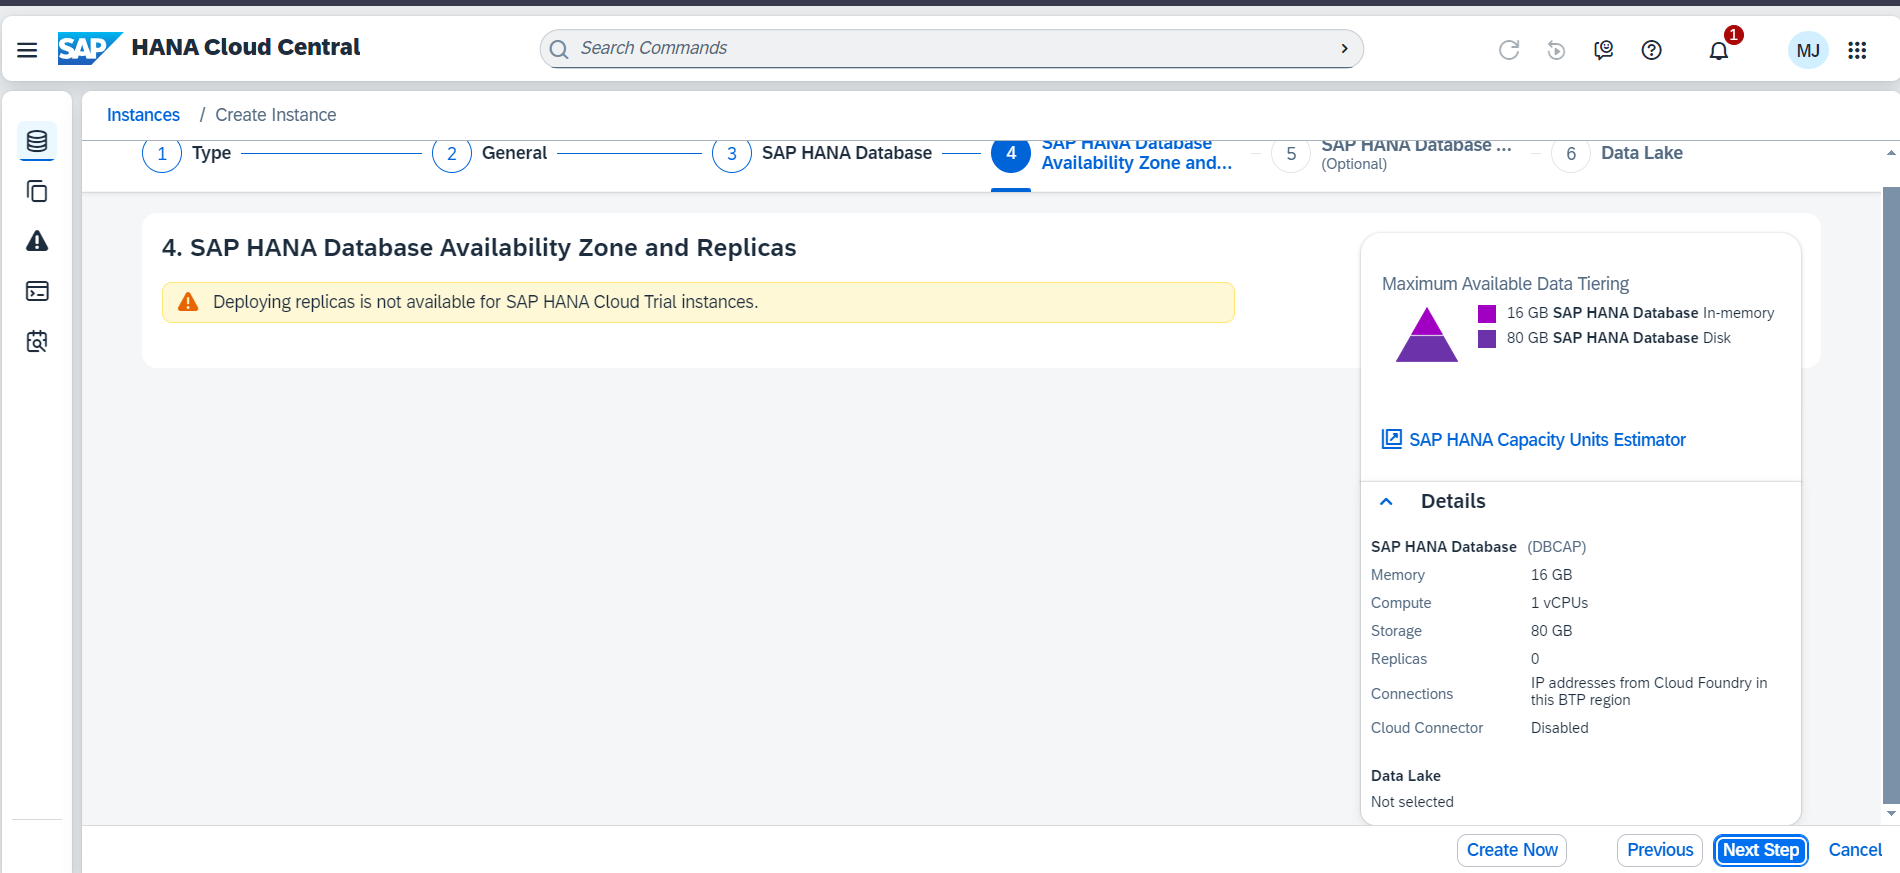 SAP HANA Cloud Central
Search Commands
1
MJ
Instances / Create Instance
1 Type
2 General
3 SAP HANA Database
4 SAP HANA Database
Availability Zone and...
5 SAP HANA Database ...
(Optional)
6 Data Lake
4. SAP HANA Database Availability Zone and Replicas
Deploying replicas is not available for SAP HANA Cloud Trial instances.
Maximum Available Data Tiering
16 GB SAP HANA Database In-memory
80 GB SAP HANA Database Disk
SAP HANA Capacity Units Estimator
Details
SAP HANA Database (DBCAP)
Memory 16 GB
Compute 1 vCPUs
Storage 80 GB
Replicas 0
Connections IP addresses from Cloud Foundry in
this BTP region
Cloud Connector Disabled
Data Lake
Not selected
Create Now
Previous
Next Step
Cancel